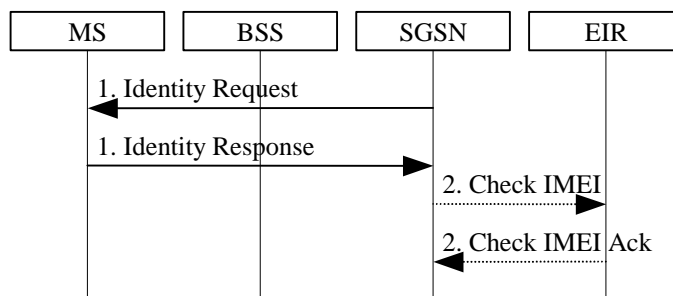 MS BSS SGSN EIR
1. Identity Request
1. Identity Response
2. Check IMEI
2. Check IMEI Ack